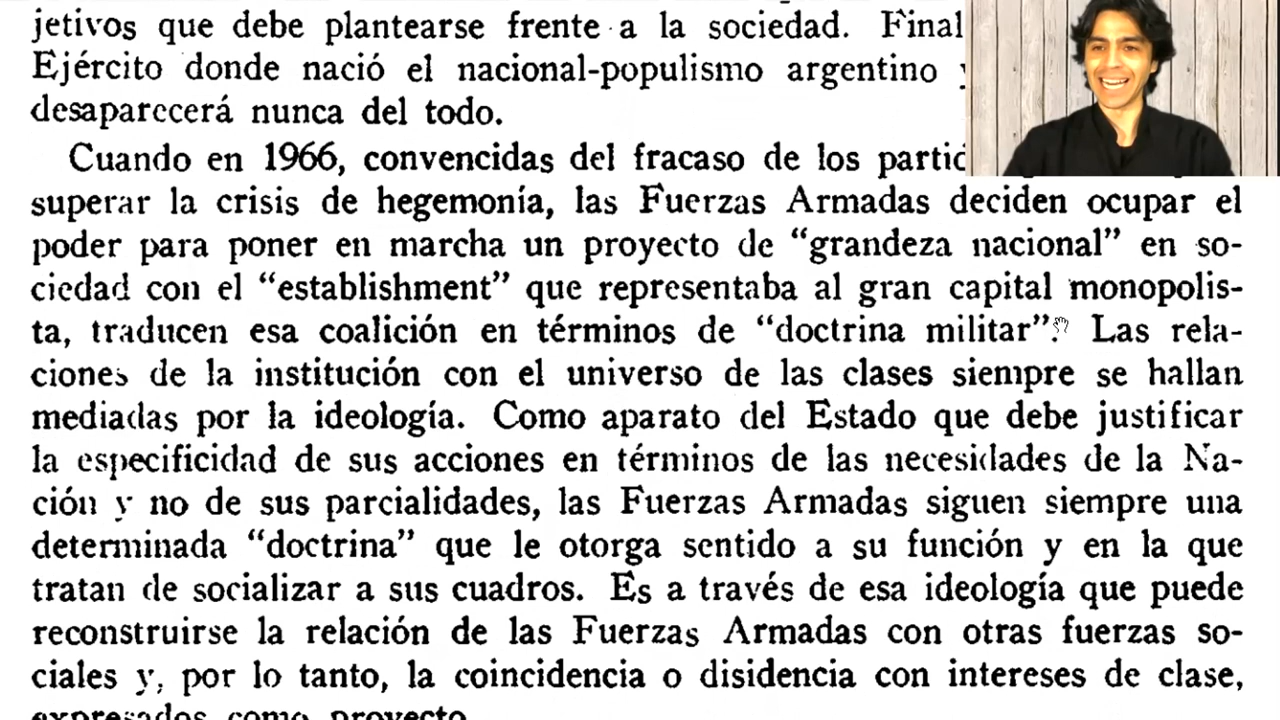 jetivos que debe plantearse frente a la sociedad. Final
Ejército donde nació el nacional-populismo argentino
desaparecerá nunca del todo.
Cuando en 1966, convencidas del fracaso de los
superar la crisis de hegemonía, las Fuerzas Armadas deciden ocupar el
poder para poner en marcha un proyecto de “grandeza nacional” en so-
ciedad con el “establishment” que representaba al gran capital monopolis-
ta, traducen esa coalición en términos de “doctrina militar”. Las rela-
ciones de la institución con el universo de las clases siempre se hallan
mediadas por la ideología. Como aparato del Estado que debe justificar
la especificidad de sus acciones en términos de las necesidades de la Na-
ción y no de sus parcialidades, las Fuerzas Armadas siguen siempre una
determinada “doctrina” que le otorga sentido a su función y en la que
tratan de socializar a sus cuadros. Es a través de esa ideología que puede
reconstruirse la relación de las Fuerzas Armadas con otras fuerzas so-
ciales y, por lo tanto, la coincidencia o disidencia con intereses de clase,
expresados como proyecto